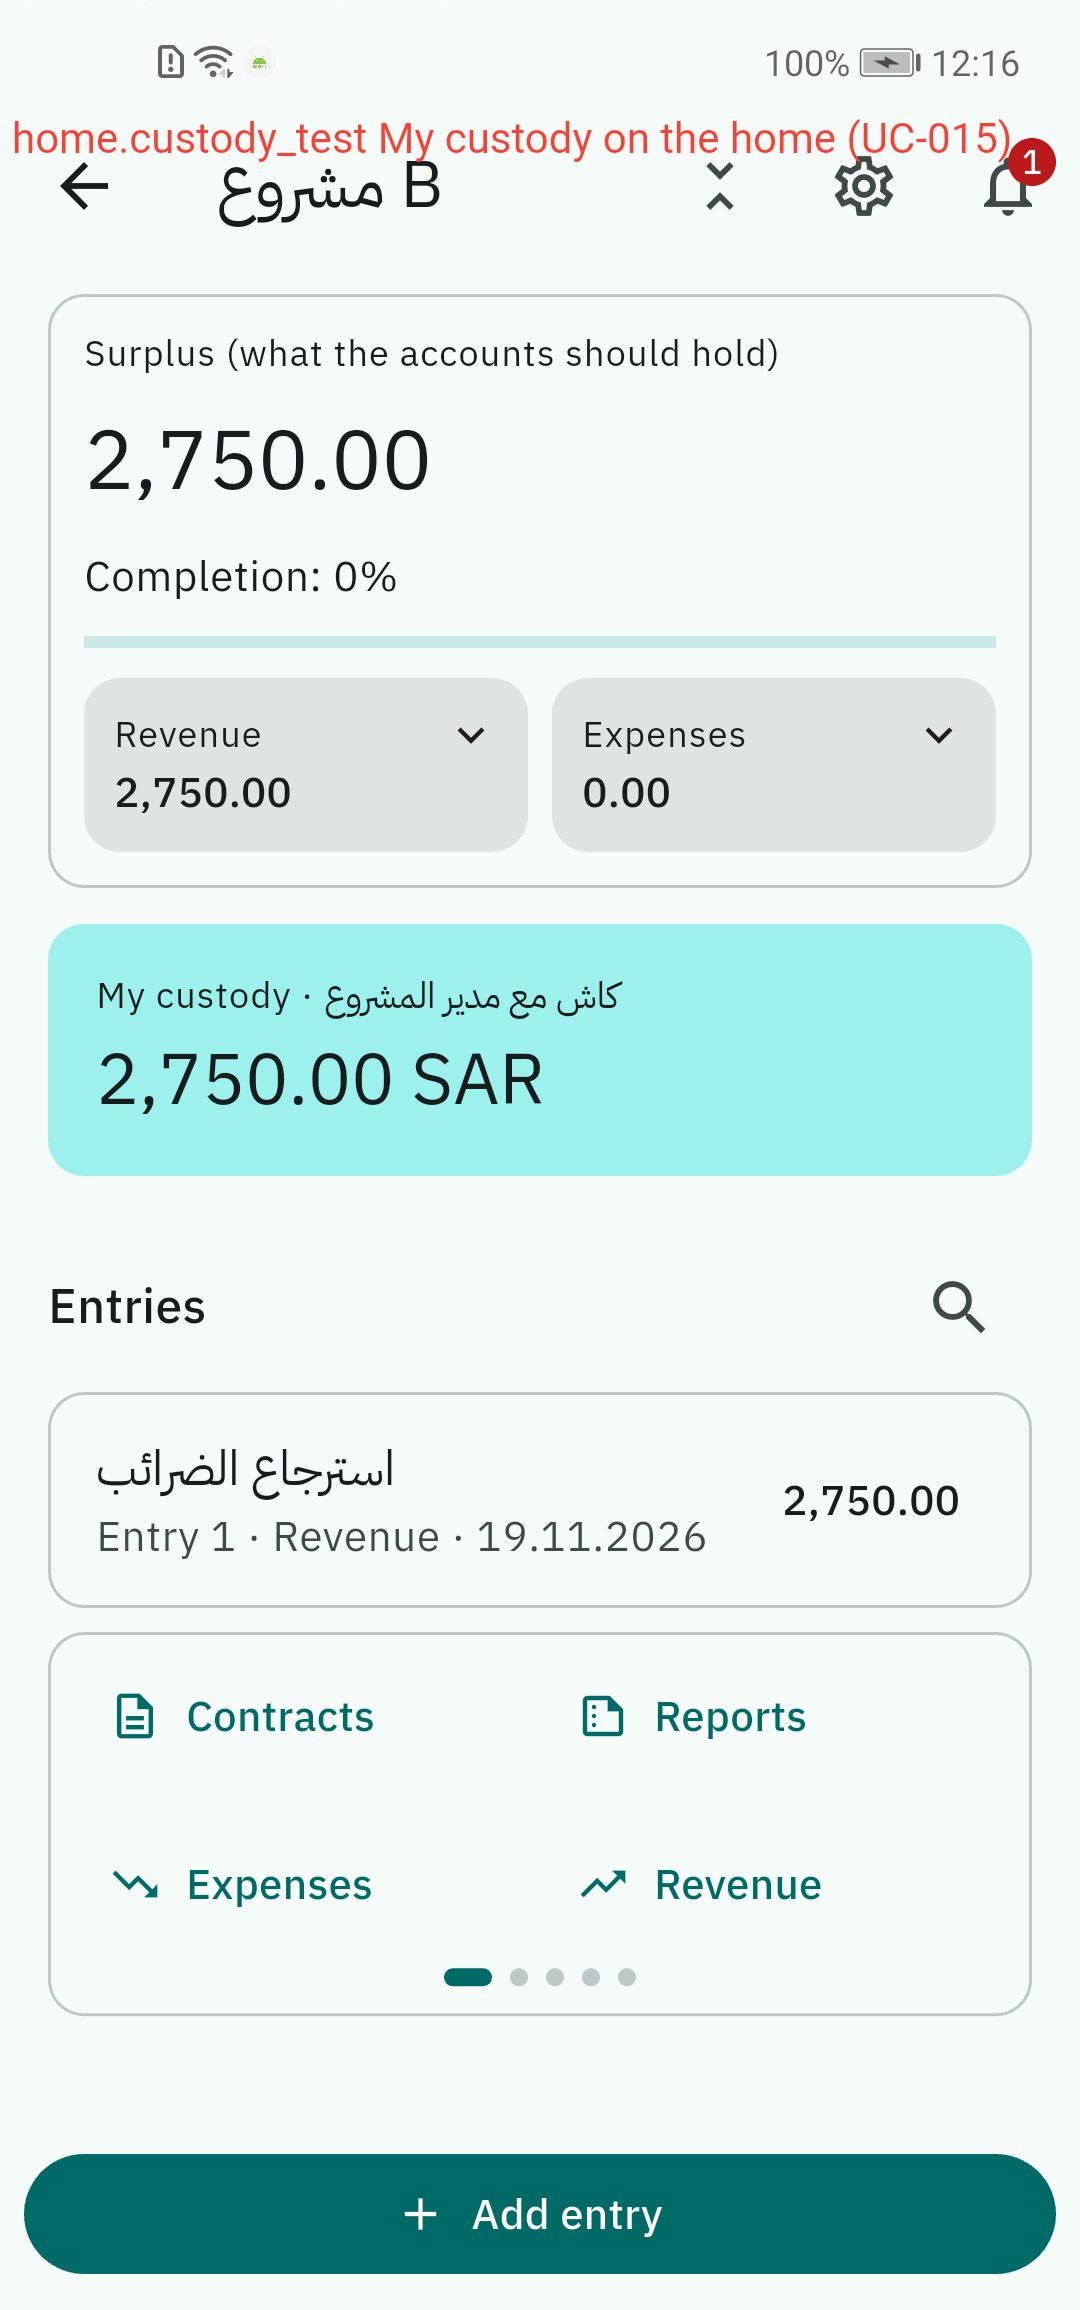 100% 12:16
home.custody_test My custody on the home (UC-015)
مشروع B
1
Surplus (what the accounts should hold)
2,750.00
Completion: 0%
Revenue
2,750.00
Expenses
0.00
My custody · كاش مع مدير المشروع
2,750.00 SAR
Entries
استرجاع الضرائب
Entry 1 · Revenue · 19.11.2026
2,750.00
Contracts
Reports
Expenses
Revenue
+ Add entry